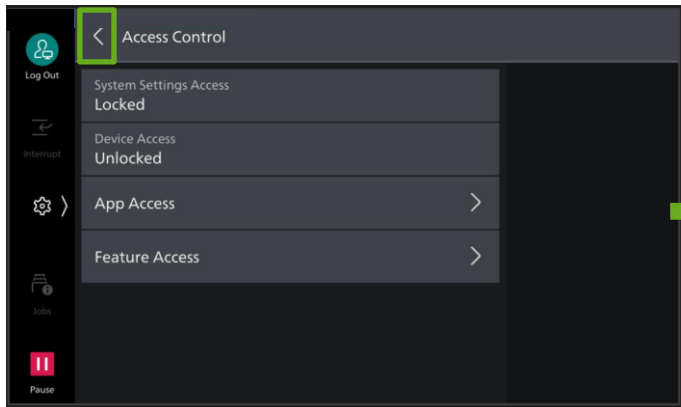 Access Control
Log Out
System Settings Access
Locked
Interrupt
Device Access
Unlocked
App Access
Feature Access
Jobs
Pause